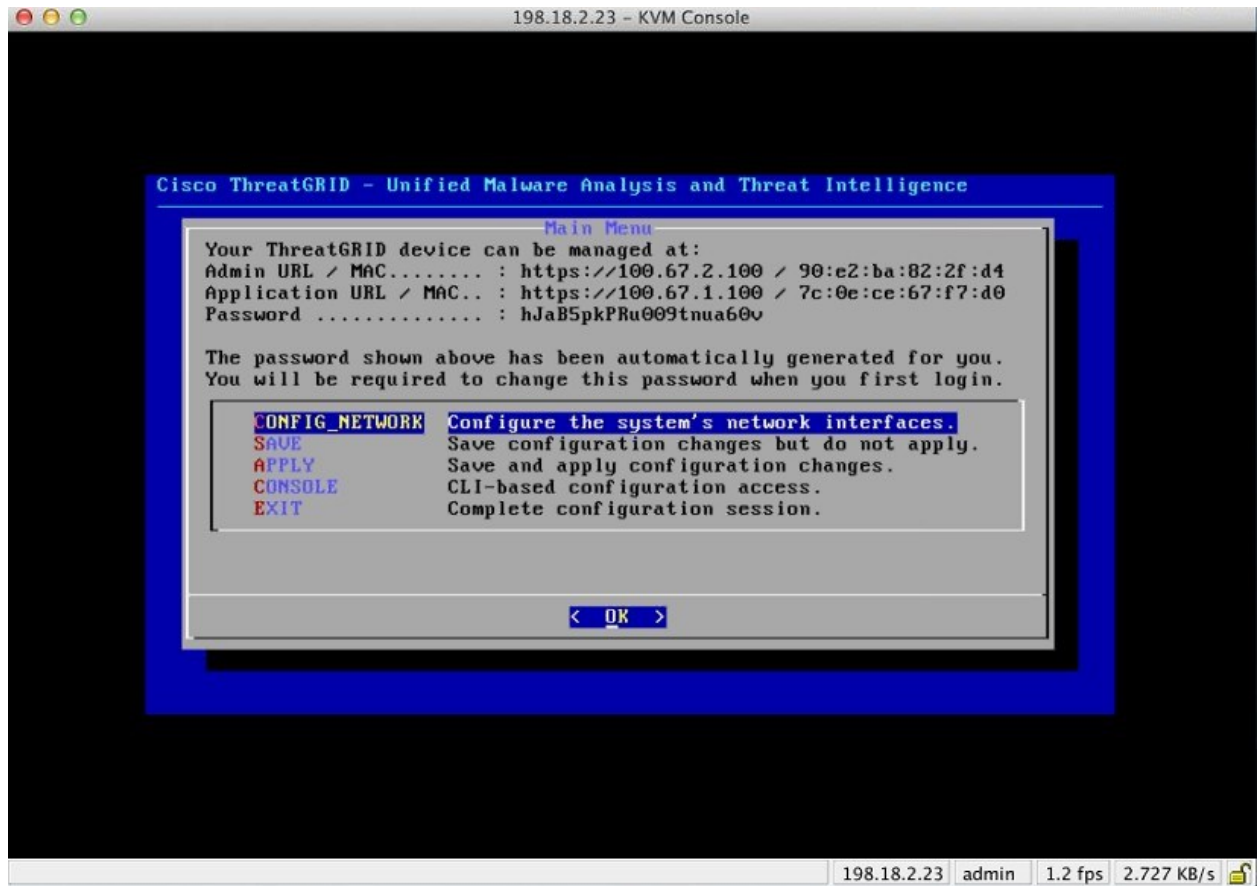 198.18.2.23 – KVM Console
Cisco ThreatGRID - Unified Malware Analysis and Threat Intelligence
Main Menu
Your ThreatGRID device can be managed at:
Admin URL / MAC........ : https://100.67.2.100 / 90:e2:ba:82:2f:d4
Application URL / MAC.. : https://100.67.1.100 / 7c:0e:ce:67:f7:d0
Password .............. : hJaB5pkPRu009tnua60v
The password shown above has been automatically generated for you.
You will be required to change this password when you first login.
CONFIG_NETWORK Configure the system's network interfaces.
SAVE Save configuration changes but do not apply.
APPLY Save and apply configuration changes.
CONSOLE CLI-based configuration access.
EXIT Complete configuration session.
< OK >
198.18.2.23 admin 1.2 fps 2.727 KB/s